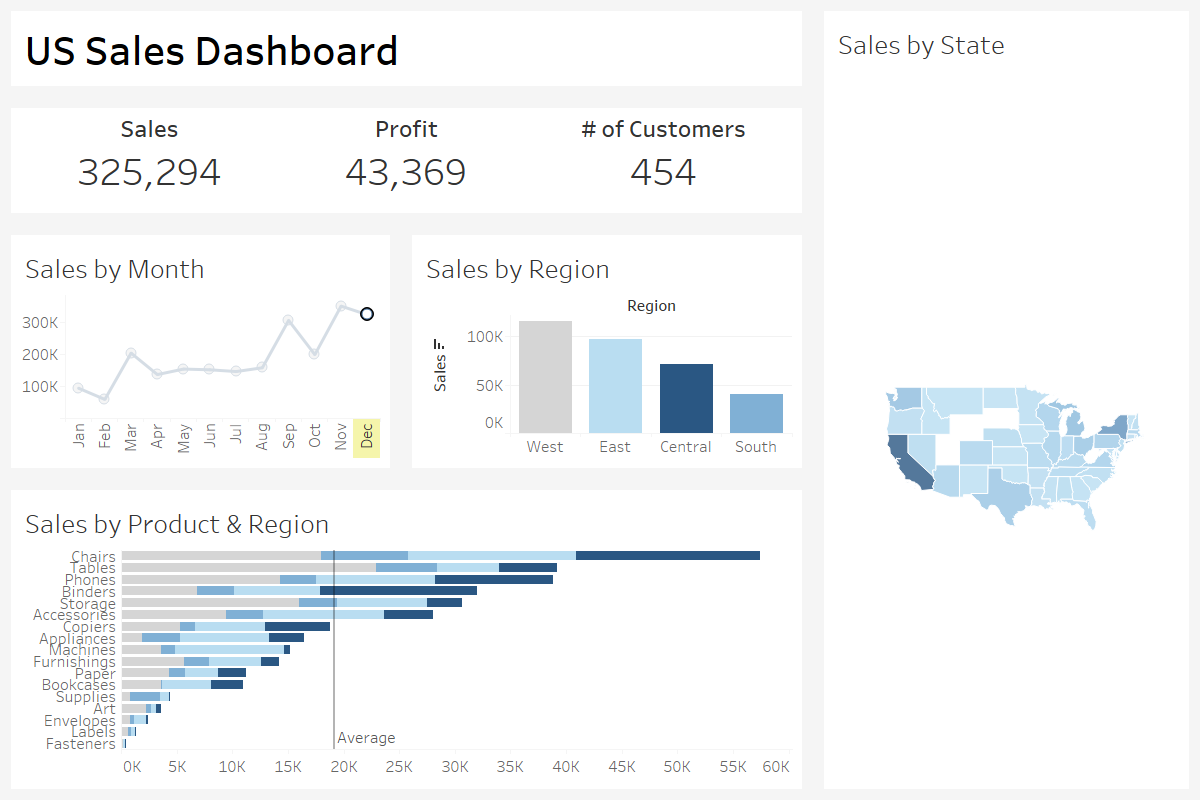 US Sales Dashboard
Sales by State
Sales Profit # of Customers
325,294 43,369 454
Sales by Month
300K
200K
100K
Jan Feb Mar Apr May Jun Jul Aug Sep Oct Nov Dec
Sales by Region
Region
Sales
100K
50K
0K
West East Central South
Sales by Product & Region
Chairs
Tables
Phones
Binders
Storage
Accessories
Copiers
Appliances
Machines
Furnishings
Paper
Bookcases
Supplies
Art
Envelopes
Labels
Fasteners
Average
0K 5K 10K 15K 20K 25K 30K 35K 40K 45K 50K 55K 60K